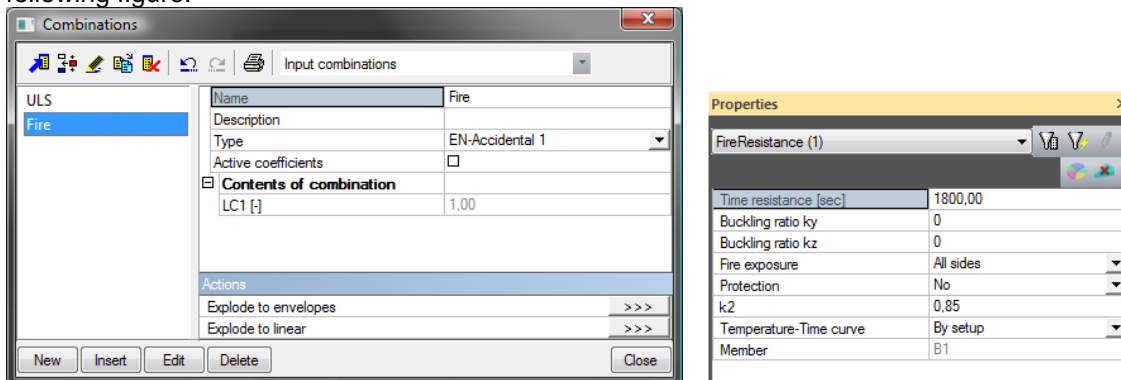 following figure.
Combinations
Input combinations
ULS
Fire
Name Fire
Description
Type EN-Accidental 1
Active coefficients
Contents of combination
LC1 [-] 1,00
Actions
Explode to envelopes >>>
Explode to linear >>>
New Insert Edit Delete Close
Properties
FireResistance (1)
Time resistance [sec] 1800,00
Buckling ratio ky 0
Buckling ratio kz 0
Fire exposure All sides
Protection No
k2 0,85
Temperature-Time curve By setup
Member B1